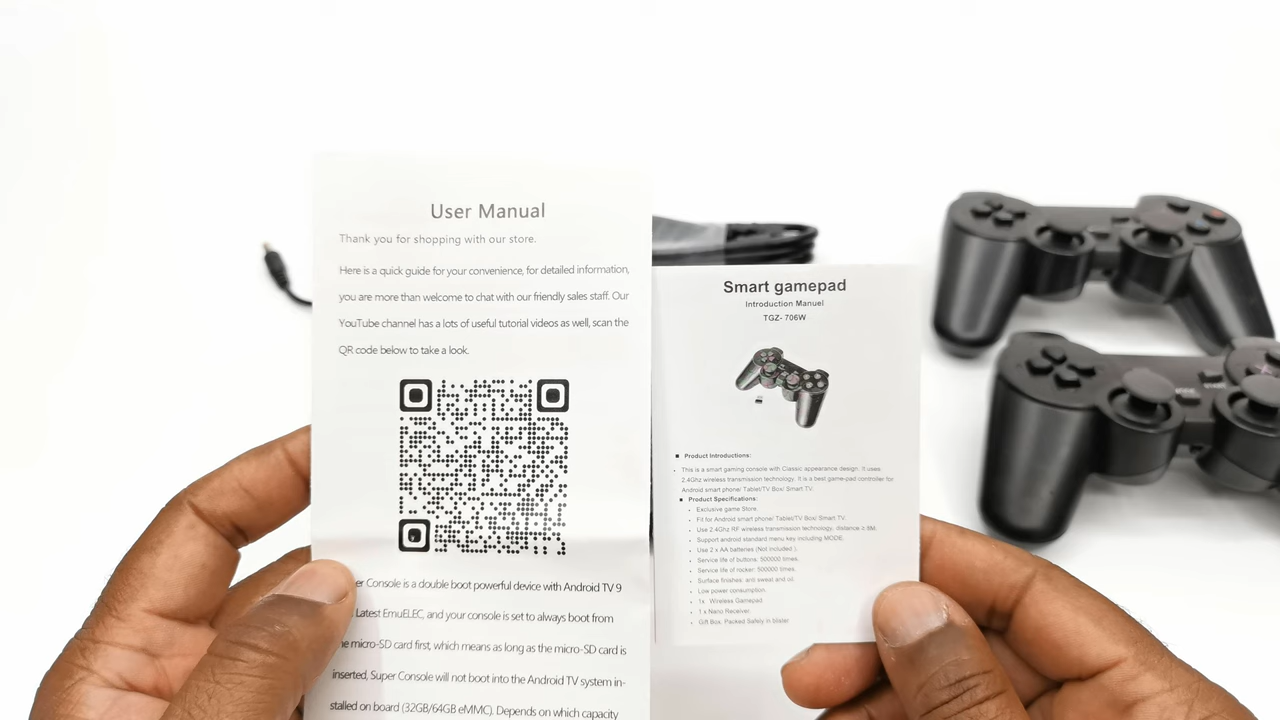 User Manual
Thank you for shopping with our store.
Here is a quick guide for your convenience, for detailed information,
you are more than welcome to chat with our friendly sales staff. Our
YouTube channel has a lots of useful tutorial videos as well, scan the
QR code below to take a look.
er Console is a double boot powerful device with Android TV 9
Latest EmuELEC, and your console is set to always boot from
he micro-SD card first, which means as long as the micro-SD card is
inserted, Super Console will not boot into the Android TV system in-
stalled on board (32GB/64GB eMMC). Depends on which capacity
Smart gamepad
Introduction Manuel
TGZ- 706W
■ Product Introductions:
• This is a smart gaming console with Classic appearance design. It uses
2.4Ghz wireless transmission technology. It is a best game-pad controller for
Android smart phone/ Tablet/TV Box/ Smart TV.
■ Product Specifications:
• Exclusive game Store.
• Fit for Android smart phone/ Tablet/TV Box/ Smart TV.
• Use 2.4Ghz RF wireless transmission technology, distance ≥ 8M.
• Support android standard menu key including MODE.
• Use 2 x AA batteries (Not included ).
• Service life of buttons: 500000 times.
• Service life of rocker: 500000 times.
• Surface finishes: anti sweat and oil.
• Low power consumption.
• 1x Wireless Gamepad
• 1 x Nano Receiver
• Gift Box: Packed Safely in blister